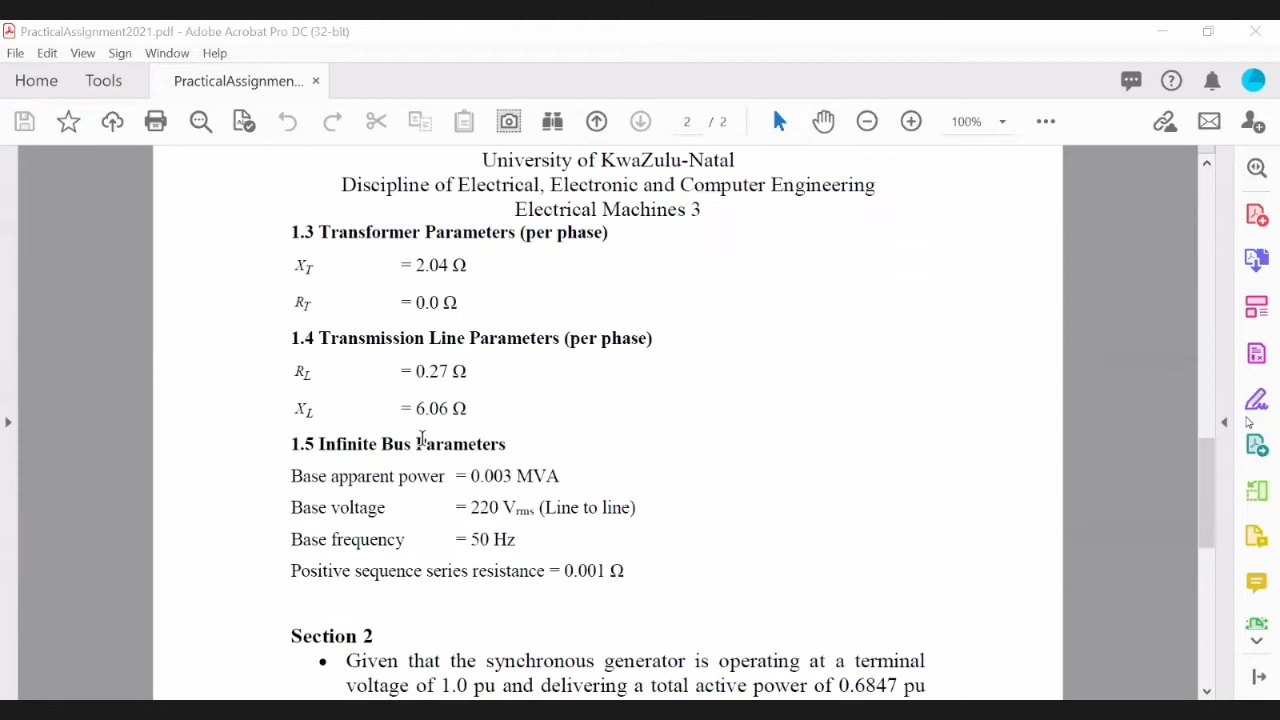 PracticalAssignment2021.pdf - Adobe Acrobat Pro DC (32-bit)
File Edit View Sign Window Help
Home Tools PracticalAssignmen... ×
2 / 2 100%
University of KwaZulu-Natal
Discipline of Electrical, Electronic and Computer Engineering
Electrical Machines 3
1.3 Transformer Parameters (per phase)
X_T = 2.04 Ω
R_T = 0.0 Ω
1.4 Transmission Line Parameters (per phase)
R_L = 0.27 Ω
X_L = 6.06 Ω
1.5 Infinite Bus Parameters
Base apparent power = 0.003 MVA
Base voltage = 220 Vrms (Line to line)
Base frequency = 50 Hz
Positive sequence series resistance = 0.001 Ω
Section 2
• Given that the synchronous generator is operating at a terminal
voltage of 1.0 pu and delivering a total active power of 0.6847 pu